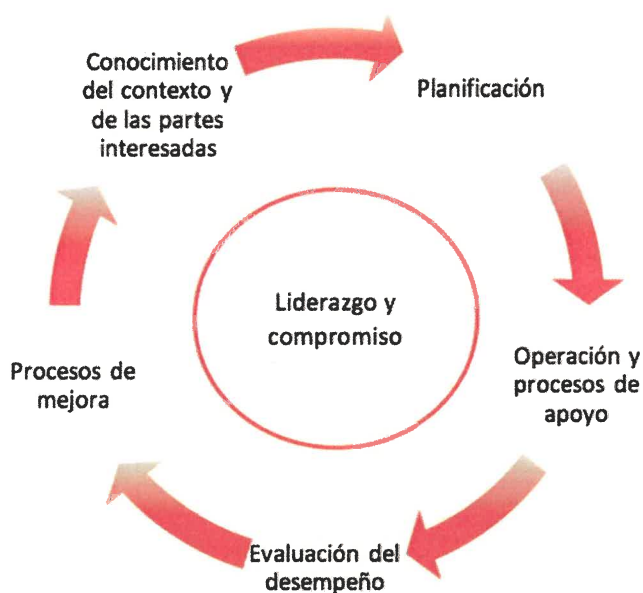 Conocimiento
del contexto y
de las partes
interesadas
Planificación
Operación y
procesos de
apoyo
Evaluación del
desempeño
Procesos de
mejora
Liderazgo y
compromiso